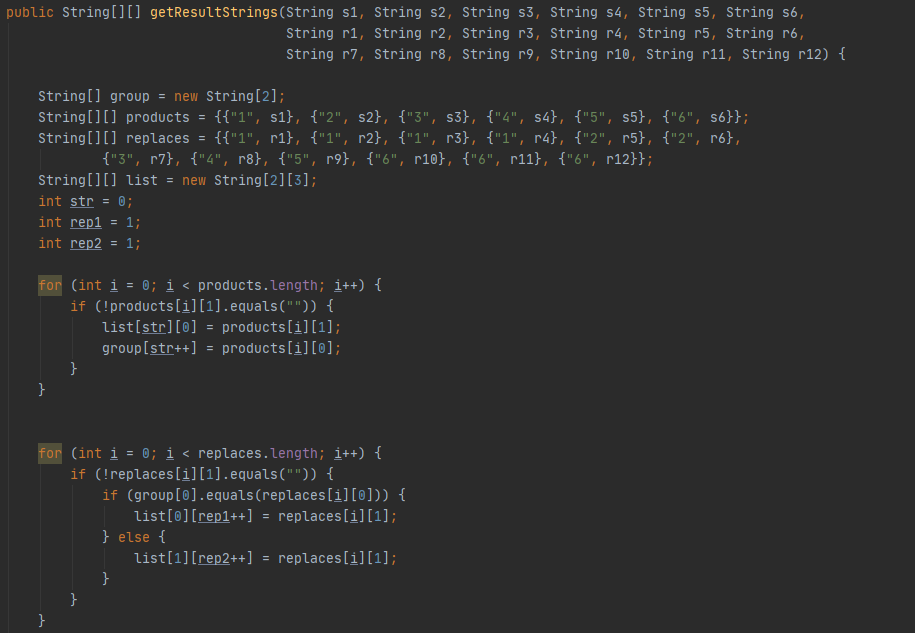 public String[][] getResultStrings(String s1, String s2, String s3, String s4, String s5, String s6,
String r1, String r2, String r3, String r4, String r5, String r6,
String r7, String r8, String r9, String r10, String r11, String r12) {
String[] group = new String[2];
String[][] products = {{"1", s1}, {"2", s2}, {"3", s3}, {"4", s4}, {"5", s5}, {"6", s6}};
String[][] replaces = {{"1", r1}, {"1", r2}, {"1", r3}, {"1", r4}, {"2", r5}, {"2", r6},
{"3", r7}, {"4", r8}, {"5", r9}, {"6", r10}, {"6", r11}, {"6", r12}};
String[][] list = new String[2][3];
int str = 0;
int rep1 = 1;
int rep2 = 1;
for (int i = 0; i < products.length; i++) {
if (!products[i][1].equals("")) {
list[str][0] = products[i][1];
group[str++] = products[i][0];
}
}
for (int i = 0; i < replaces.length; i++) {
if (!replaces[i][1].equals("")) {
if (group[0].equals(replaces[i][0])) {
list[0][rep1++] = replaces[i][1];
} else {
list[1][rep2++] = replaces[i][1];
}
}
}